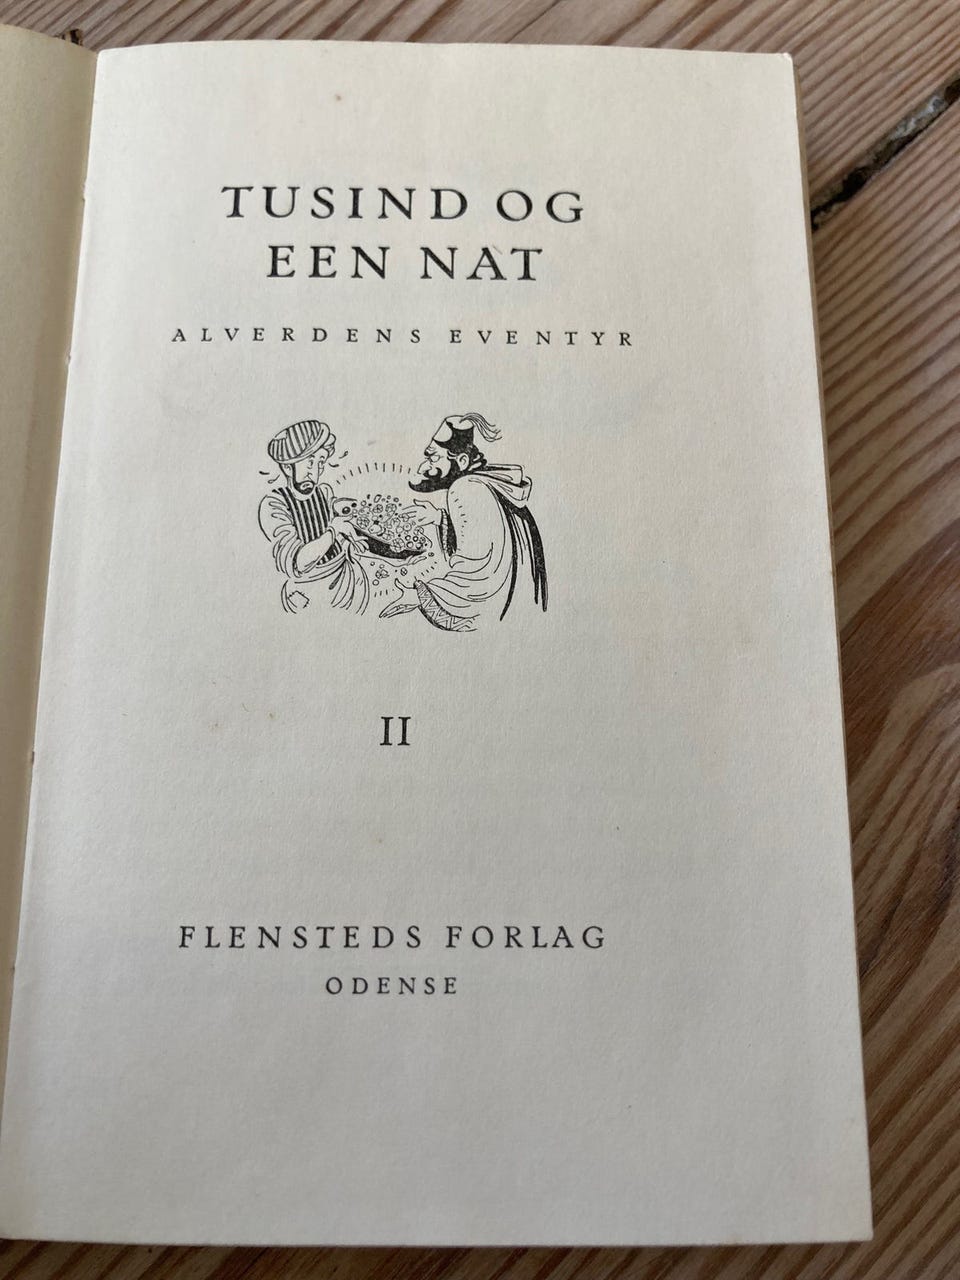 TUSIND OG
EEN NAT
ALVERDENS EVENTYR
II
FLENSTEDS FORLAG
ODENSE